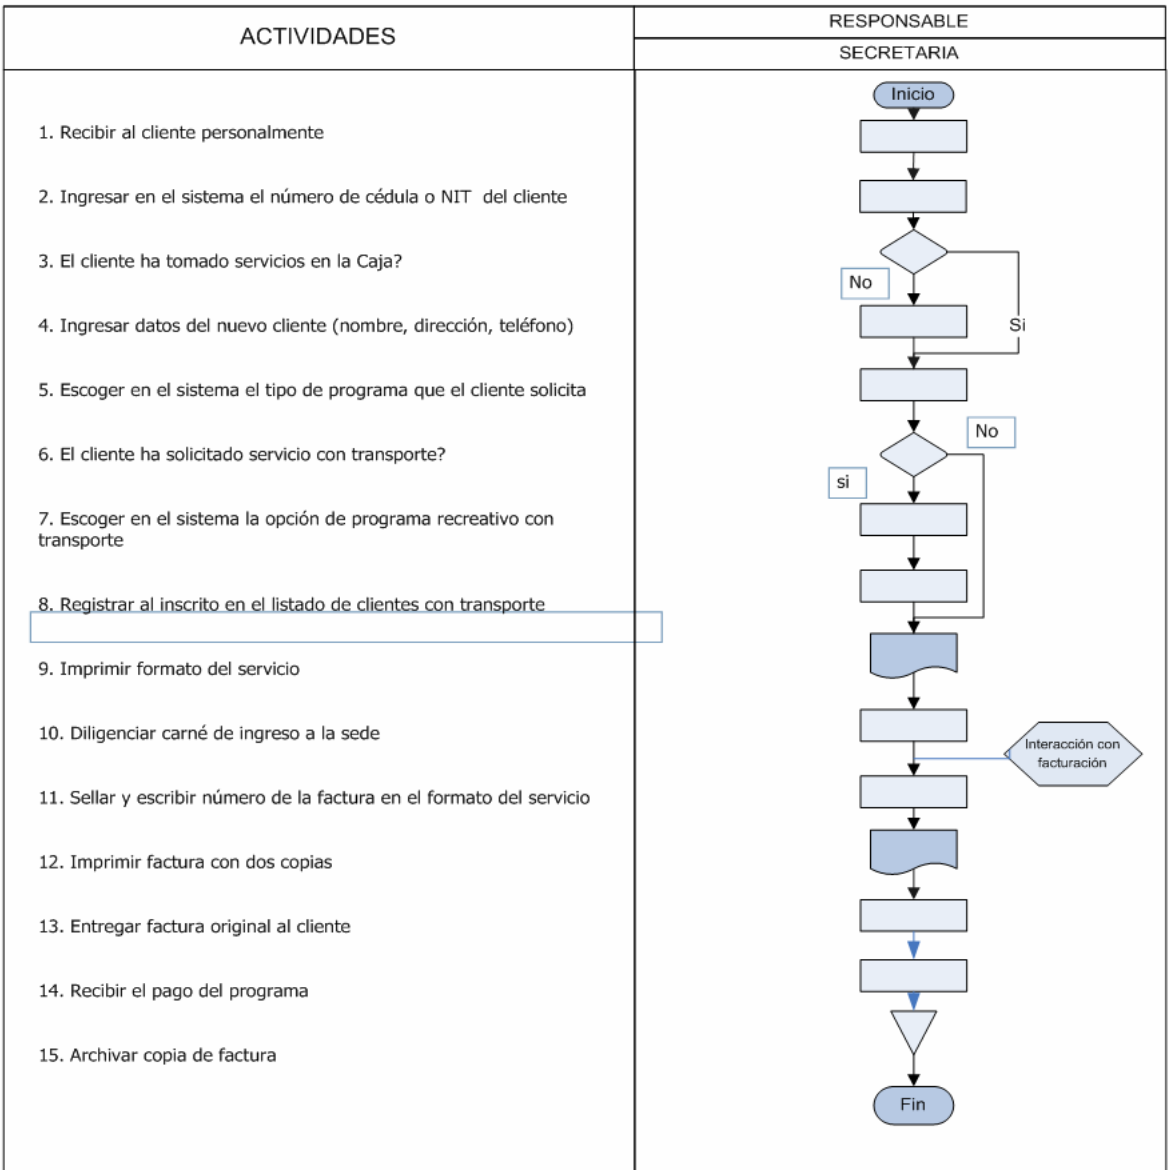 ACTIVIDADES
RESPONSABLE
SECRETARIA
Inicio
1. Recibir al cliente personalmente
2. Ingresar en el sistema el número de cédula o NIT del cliente
3. El cliente ha tomado servicios en la Caja?
No
4. Ingresar datos del nuevo cliente (nombre, dirección, teléfono)
Si
5. Escoger en el sistema el tipo de programa que el cliente solicita
No
6. El cliente ha solicitado servicio con transporte?
si
7. Escoger en el sistema la opción de programa recreativo con
transporte
8. Registrar al inscrito en el listado de clientes con transporte
9. Imprimir formato del servicio
10. Diligenciar carné de ingreso a la sede
Interacción con
facturación
11. Sellar y escribir número de la factura en el formato del servicio
12. Imprimir factura con dos copias
13. Entregar factura original al cliente
14. Recibir el pago del programa
15. Archivar copia de factura
Fin